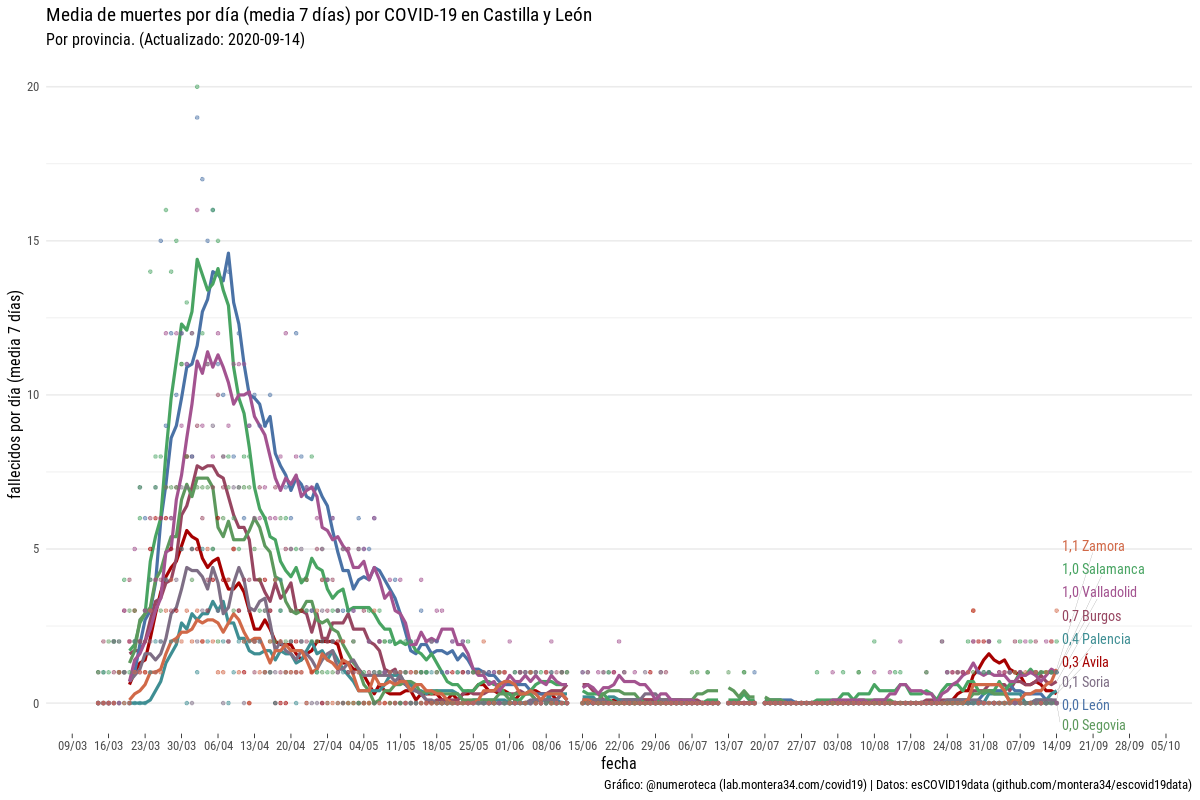 Media de muertes por día (media 7 días) por COVID-19 en Castilla y León
Por provincia. (Actualizado: 2020-09-14)
fallecidos por día (media 7 días)
20
15
10
5
0
1,1 Zamora
1,0 Salamanca
1,0 Valladolid
0,7 Burgos
0,4 Palencia
0,3 Ávila
0,1 Soria
0,0 León
0,0 Segovia
09/03 16/03 23/03 30/03 06/04 13/04 20/04 27/04 04/05 11/05 18/05 25/05 01/06 08/06 15/06 22/06 29/06 06/07 13/07 20/07 27/07 03/08 10/08 17/08 24/08 31/08 07/09 14/09 21/09 28/09 05/10
fecha
Gráfico: @numeroteca (lab.montera34.com/covid19) | Datos: esCOVID19data (github.com/montera34/escovid19data)